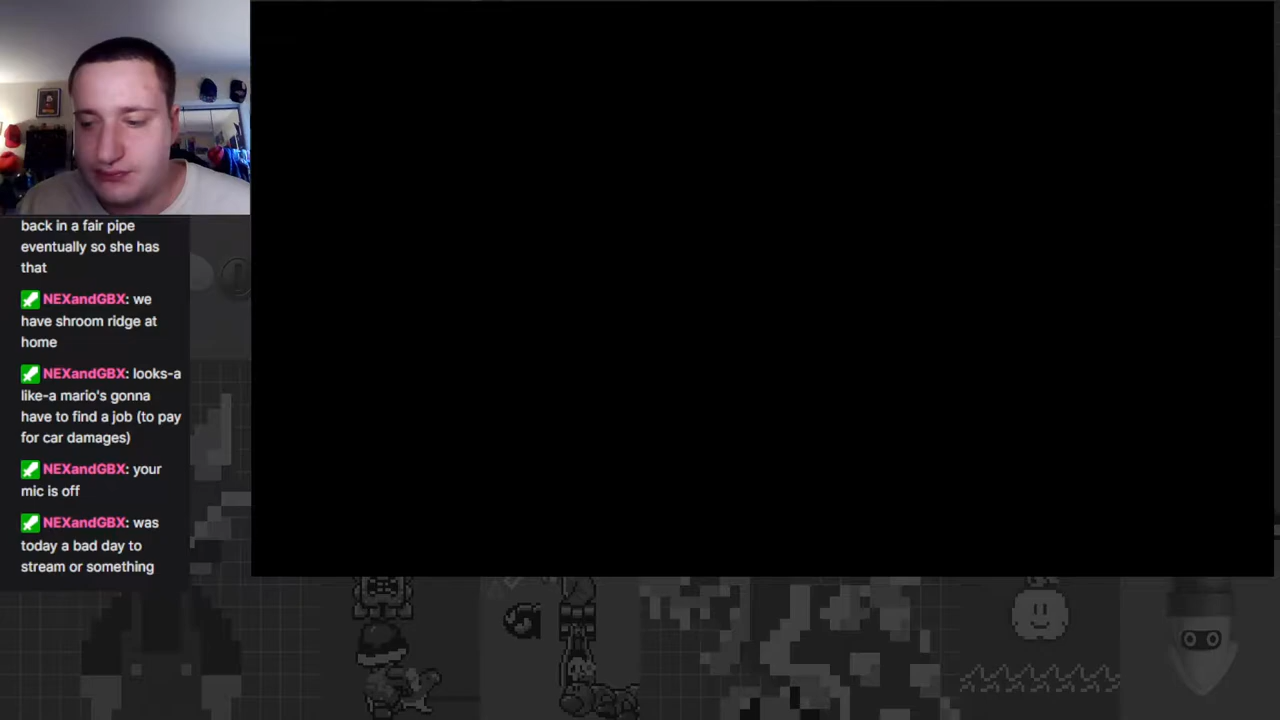 back in a fair pipe
eventually so she has
that
NEXandGBX: we
have shroom ridge at
home
NEXandGBX: looks-a
like-a mario's gonna
have to find a job (to pay
for car damages)
NEXandGBX: your
mic is off
NEXandGBX: was
today a bad day to
stream or something